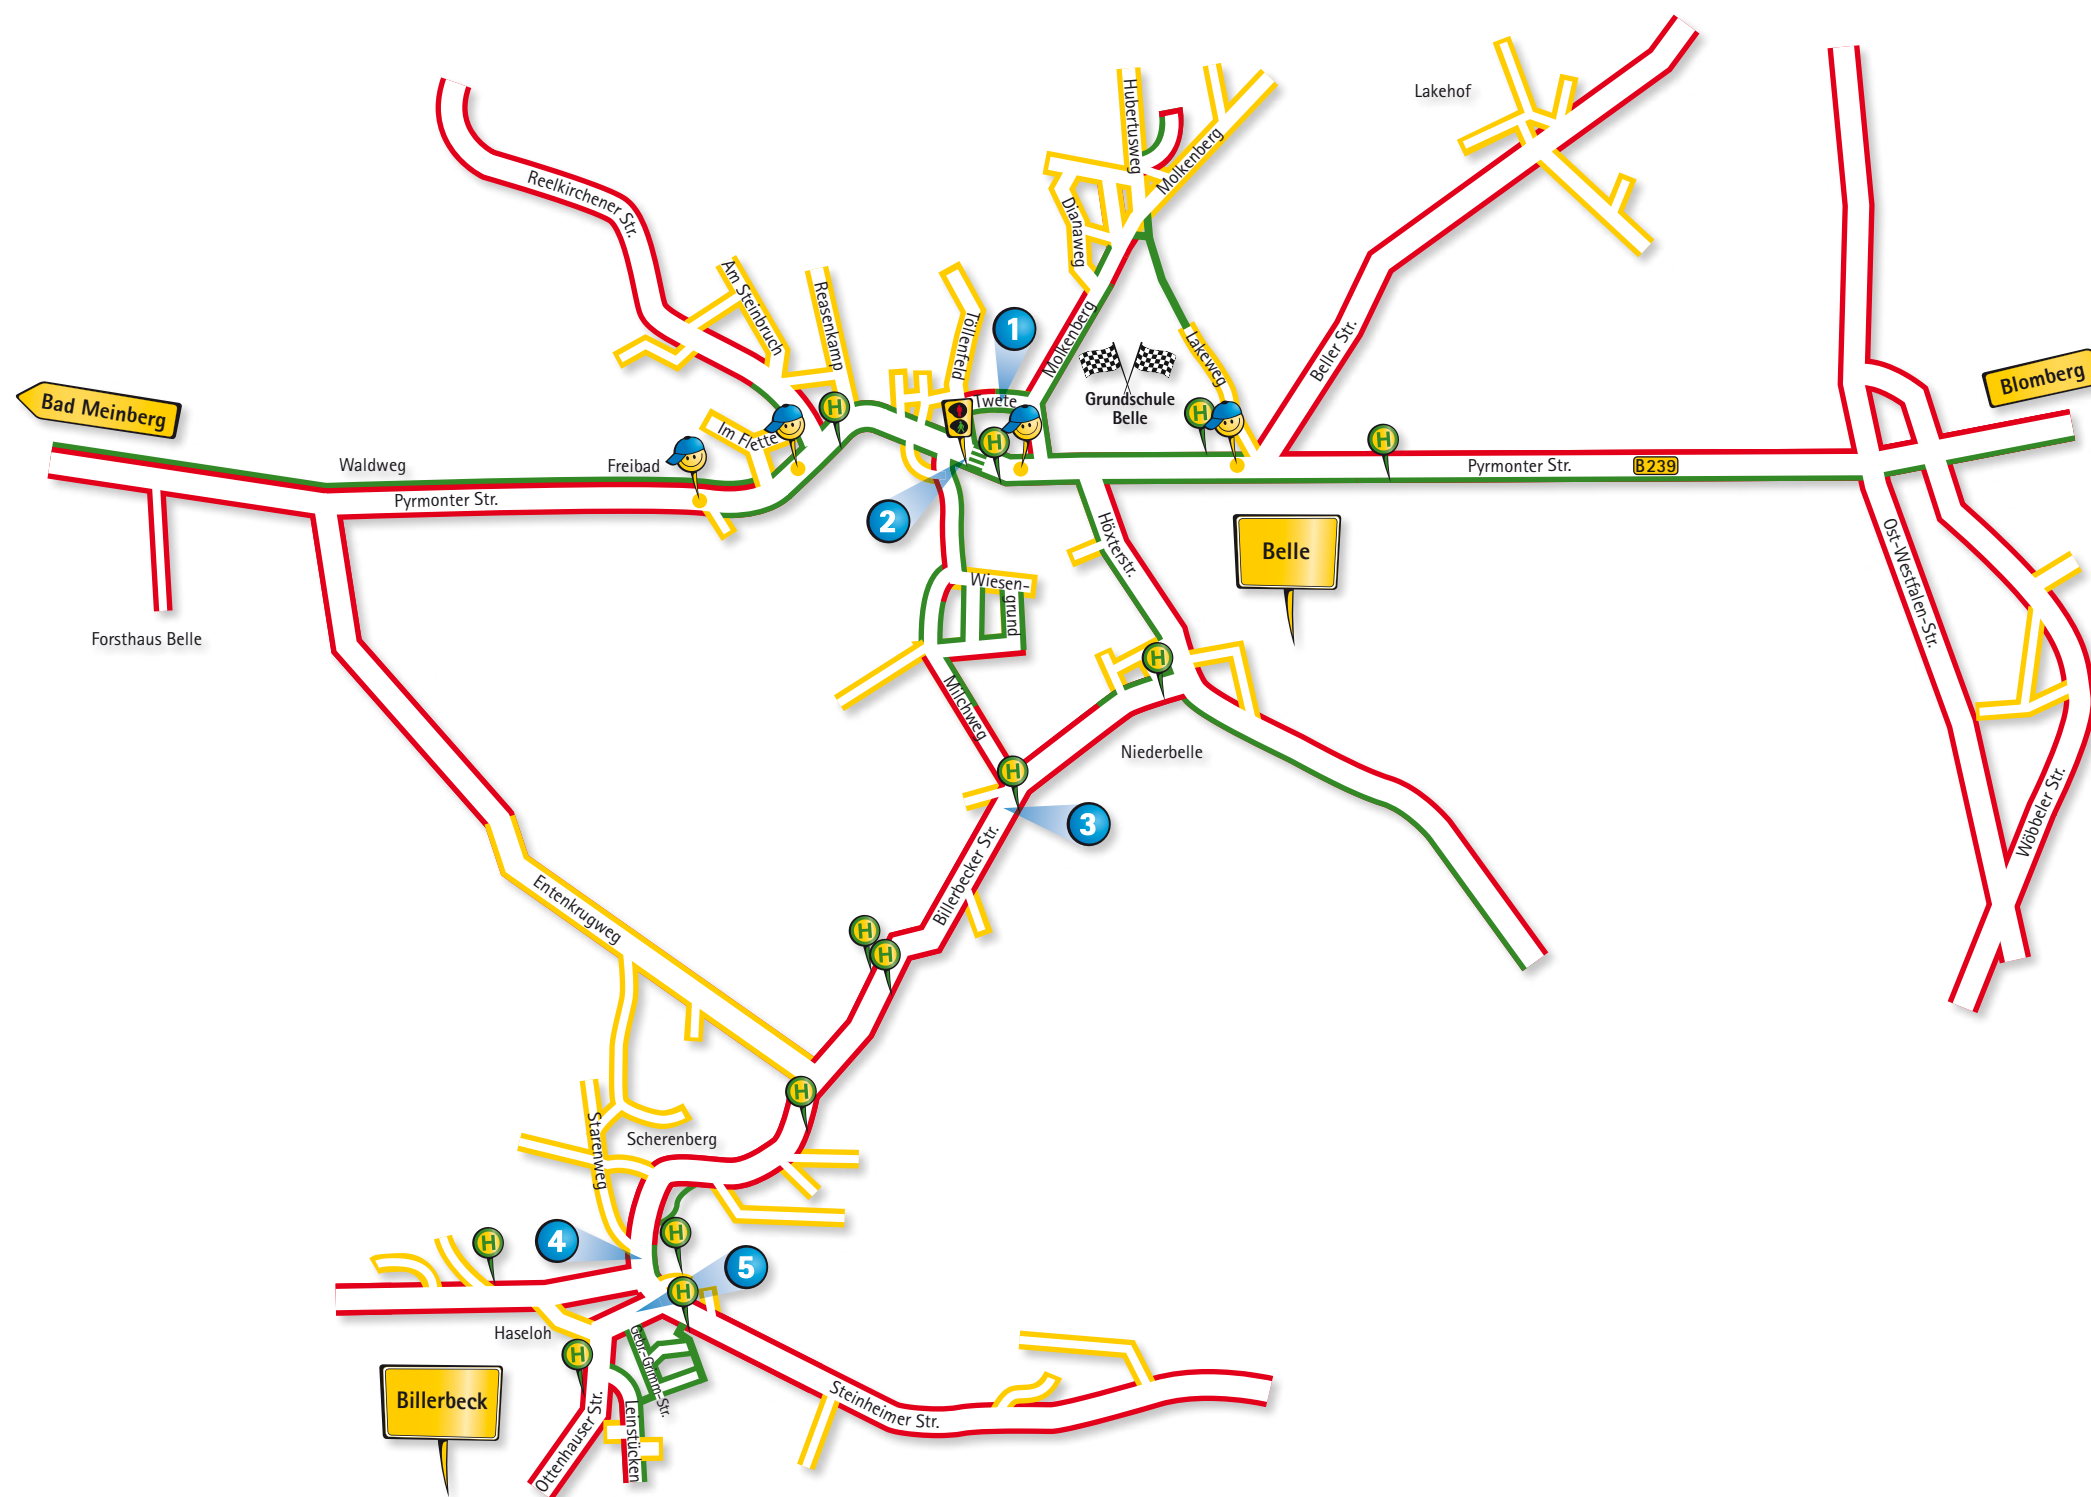 Lakehof
Hubertusweg
Molkenberg
Reelkirchener Str.
Dianaweg
Am Steinbruch
Reasenkamp
Töllenfeld
1
Molkenberg
Lakeweg
Beller Str.
Blomberg
Bad Meinberg
Twete
Grundschule
Belle
H
H
Im Flette
H
H
Waldweg
Freibad
Pyrmonter Str.
B239
Pyrmonter Str.
2
Höxterstr.
Belle
Ost-Westfalen-Str.
Wiesen-
grund
Forsthaus Belle
H
Milchweg
Niederbelle
H
3
Wöbbeler Str.
Billerbecker Str.
Entenkrugweg
H
H
H
Starenweg
Scherenberg
H
4
H
5
H
Haseloh
H
Gebr.-Grimm-Str.
Billerbeck
Ottenhauser Str.
Leinstücken
Steinheimer Str.